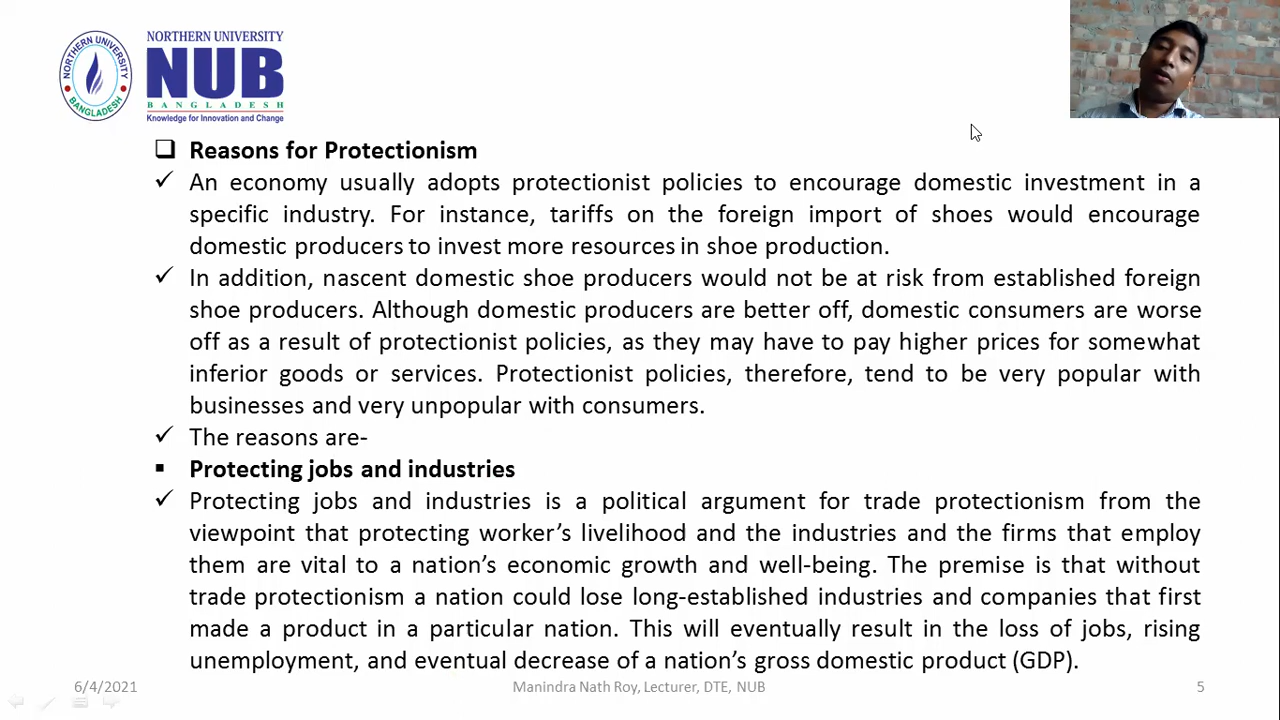 NORTHERN UNIVERSITY
NUB
BANGLADESH
Knowledge for Innovation and Change
NORTHERN UNIVERSITY
BANGLADESH
Reasons for Protectionism
An economy usually adopts protectionist policies to encourage domestic investment in a
specific industry. For instance, tariffs on the foreign import of shoes would encourage
domestic producers to invest more resources in shoe production.
In addition, nascent domestic shoe producers would not be at risk from established foreign
shoe producers. Although domestic producers are better off, domestic consumers are worse
off as a result of protectionist policies, as they may have to pay higher prices for somewhat
inferior goods or services. Protectionist policies, therefore, tend to be very popular with
businesses and very unpopular with consumers.
The reasons are-
Protecting jobs and industries
Protecting jobs and industries is a political argument for trade protectionism from the
viewpoint that protecting worker’s livelihood and the industries and the firms that employ
them are vital to a nation’s economic growth and well-being. The premise is that without
trade protectionism a nation could lose long-established industries and companies that first
made a product in a particular nation. This will eventually result in the loss of jobs, rising
unemployment, and eventual decrease of a nation’s gross domestic product (GDP).
6/4/2021
Manindra Nath Roy, Lecturer, DTE, NUB
5